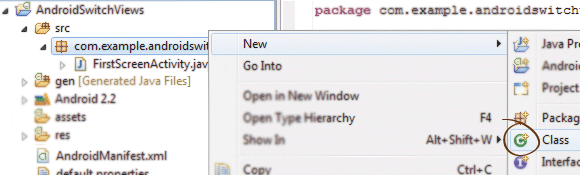 AndroidSwitchViews
package com.example.androidswitch
src
com.example.androidswit
New
Java Pro
FirstScreenActivity.jav
Go Into
Android
gen [Generated Java Files]
Project
Open in New Window
Android 2.2
Open Type Hierarchy
F4
Packag
assets
Show In
Alt+Shift+W
Class
res
AndroidManifest.xml
Interfac
Copy
Ctrl+C
default.properties